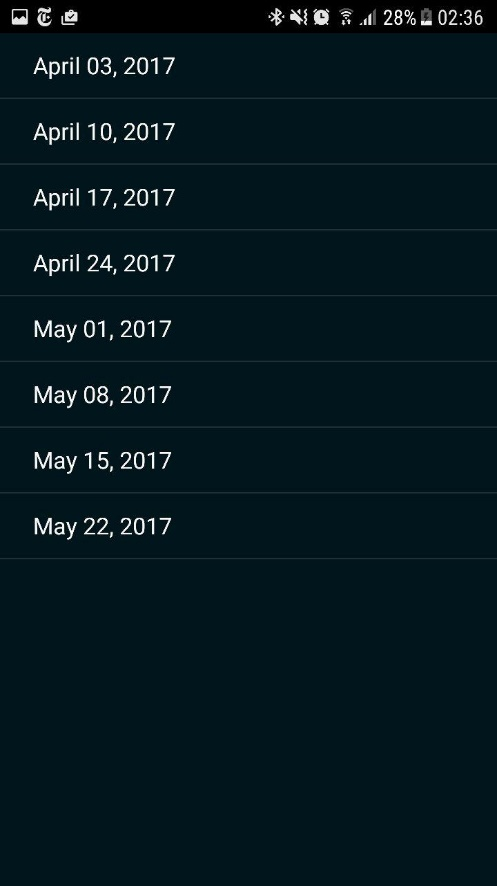 28% 02:36
April 03, 2017
April 10, 2017
April 17, 2017
April 24, 2017
May 01, 2017
May 08, 2017
May 15, 2017
May 22, 2017